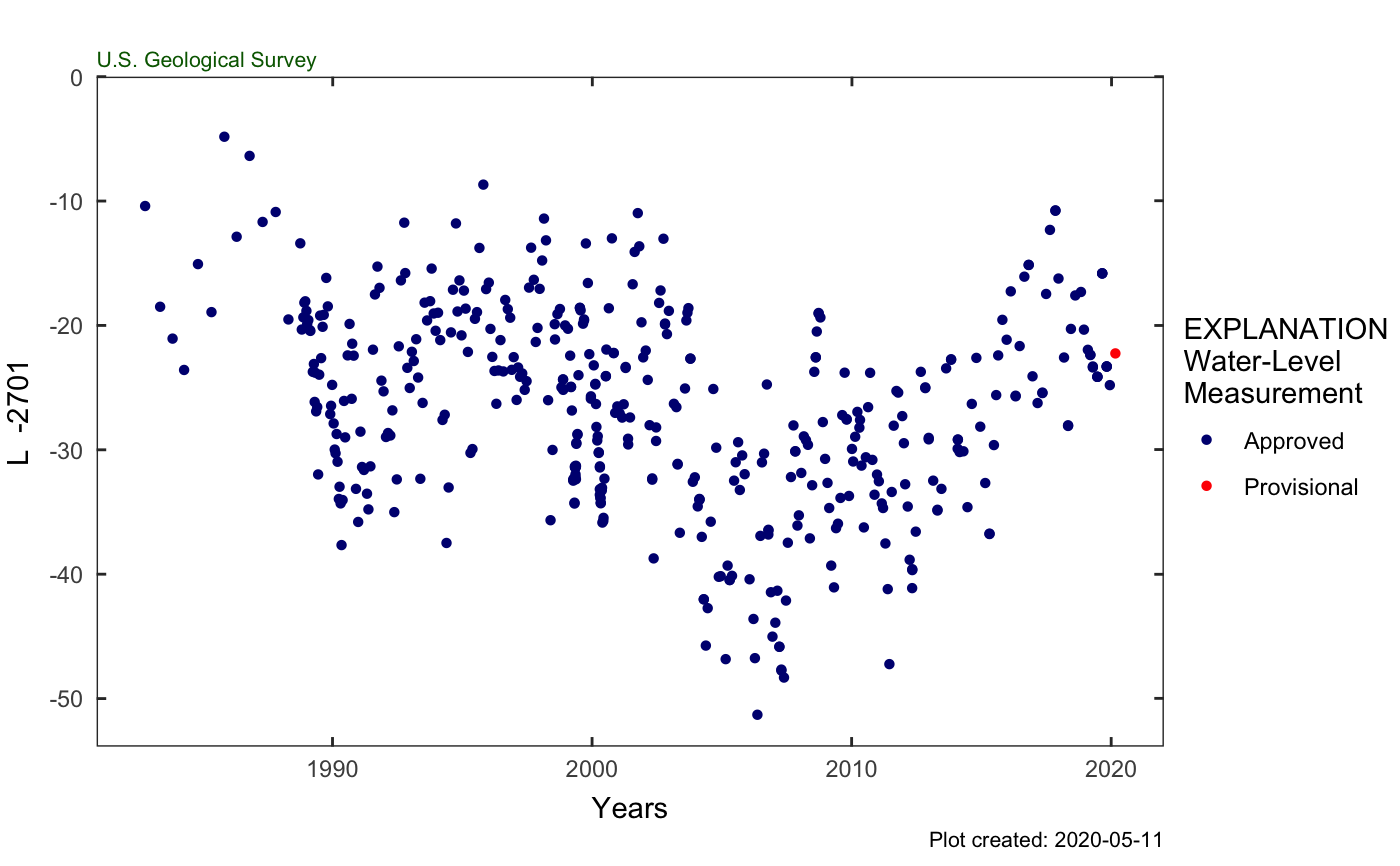 U.S. Geological Survey
0
-10
-20
-30
-40
-50
L -2701
1990
2000
2010
2020
Years
EXPLANATION
Water-Level
Measurement
Approved
Provisional
Plot created: 2020-05-11